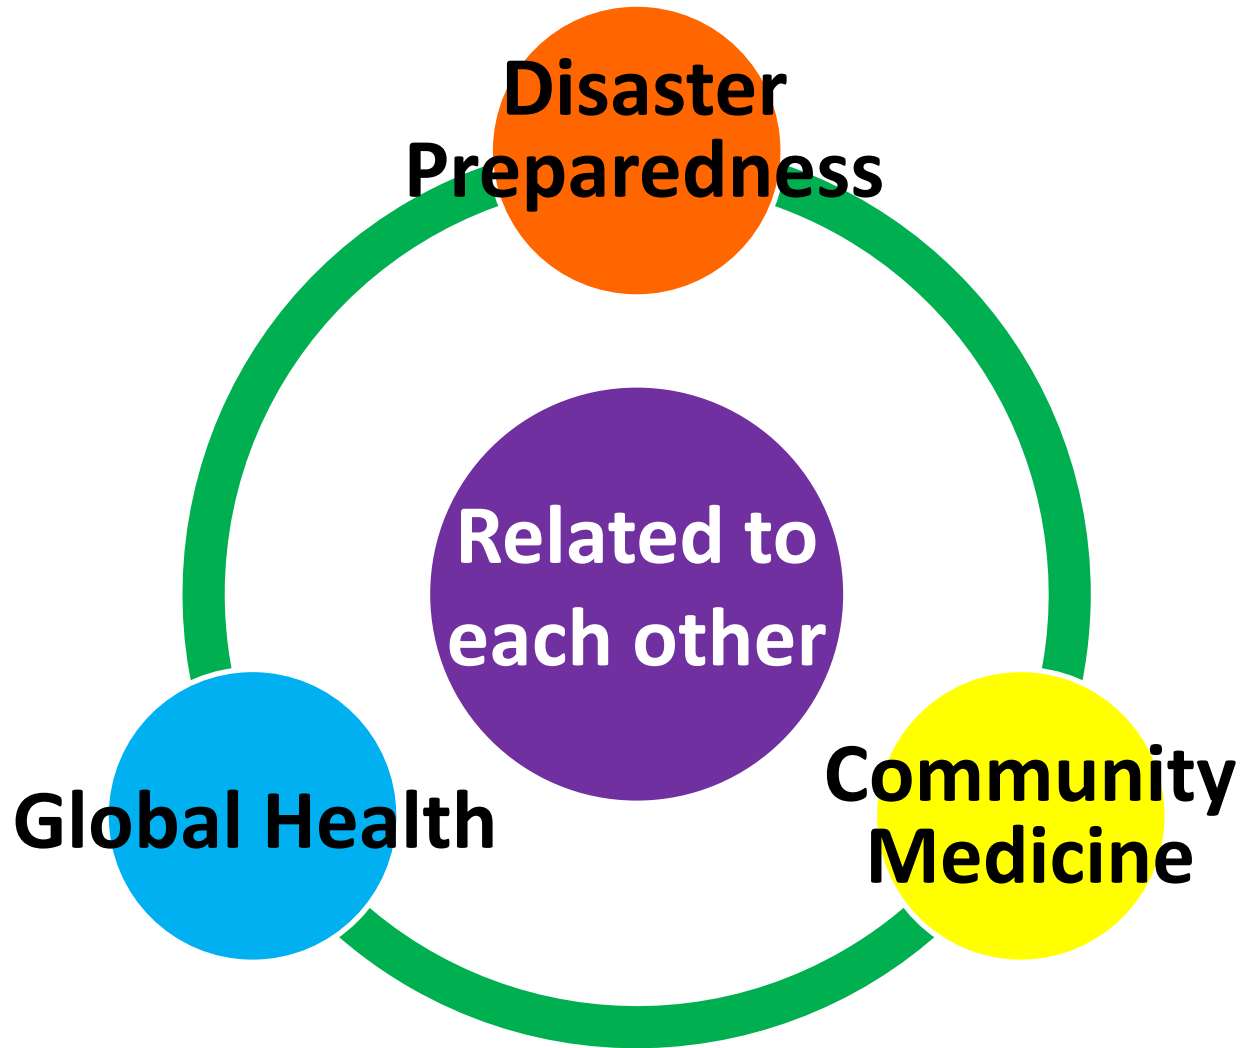 Disaster
Preparedness
Related to
each other
Global Health
Community
Medicine